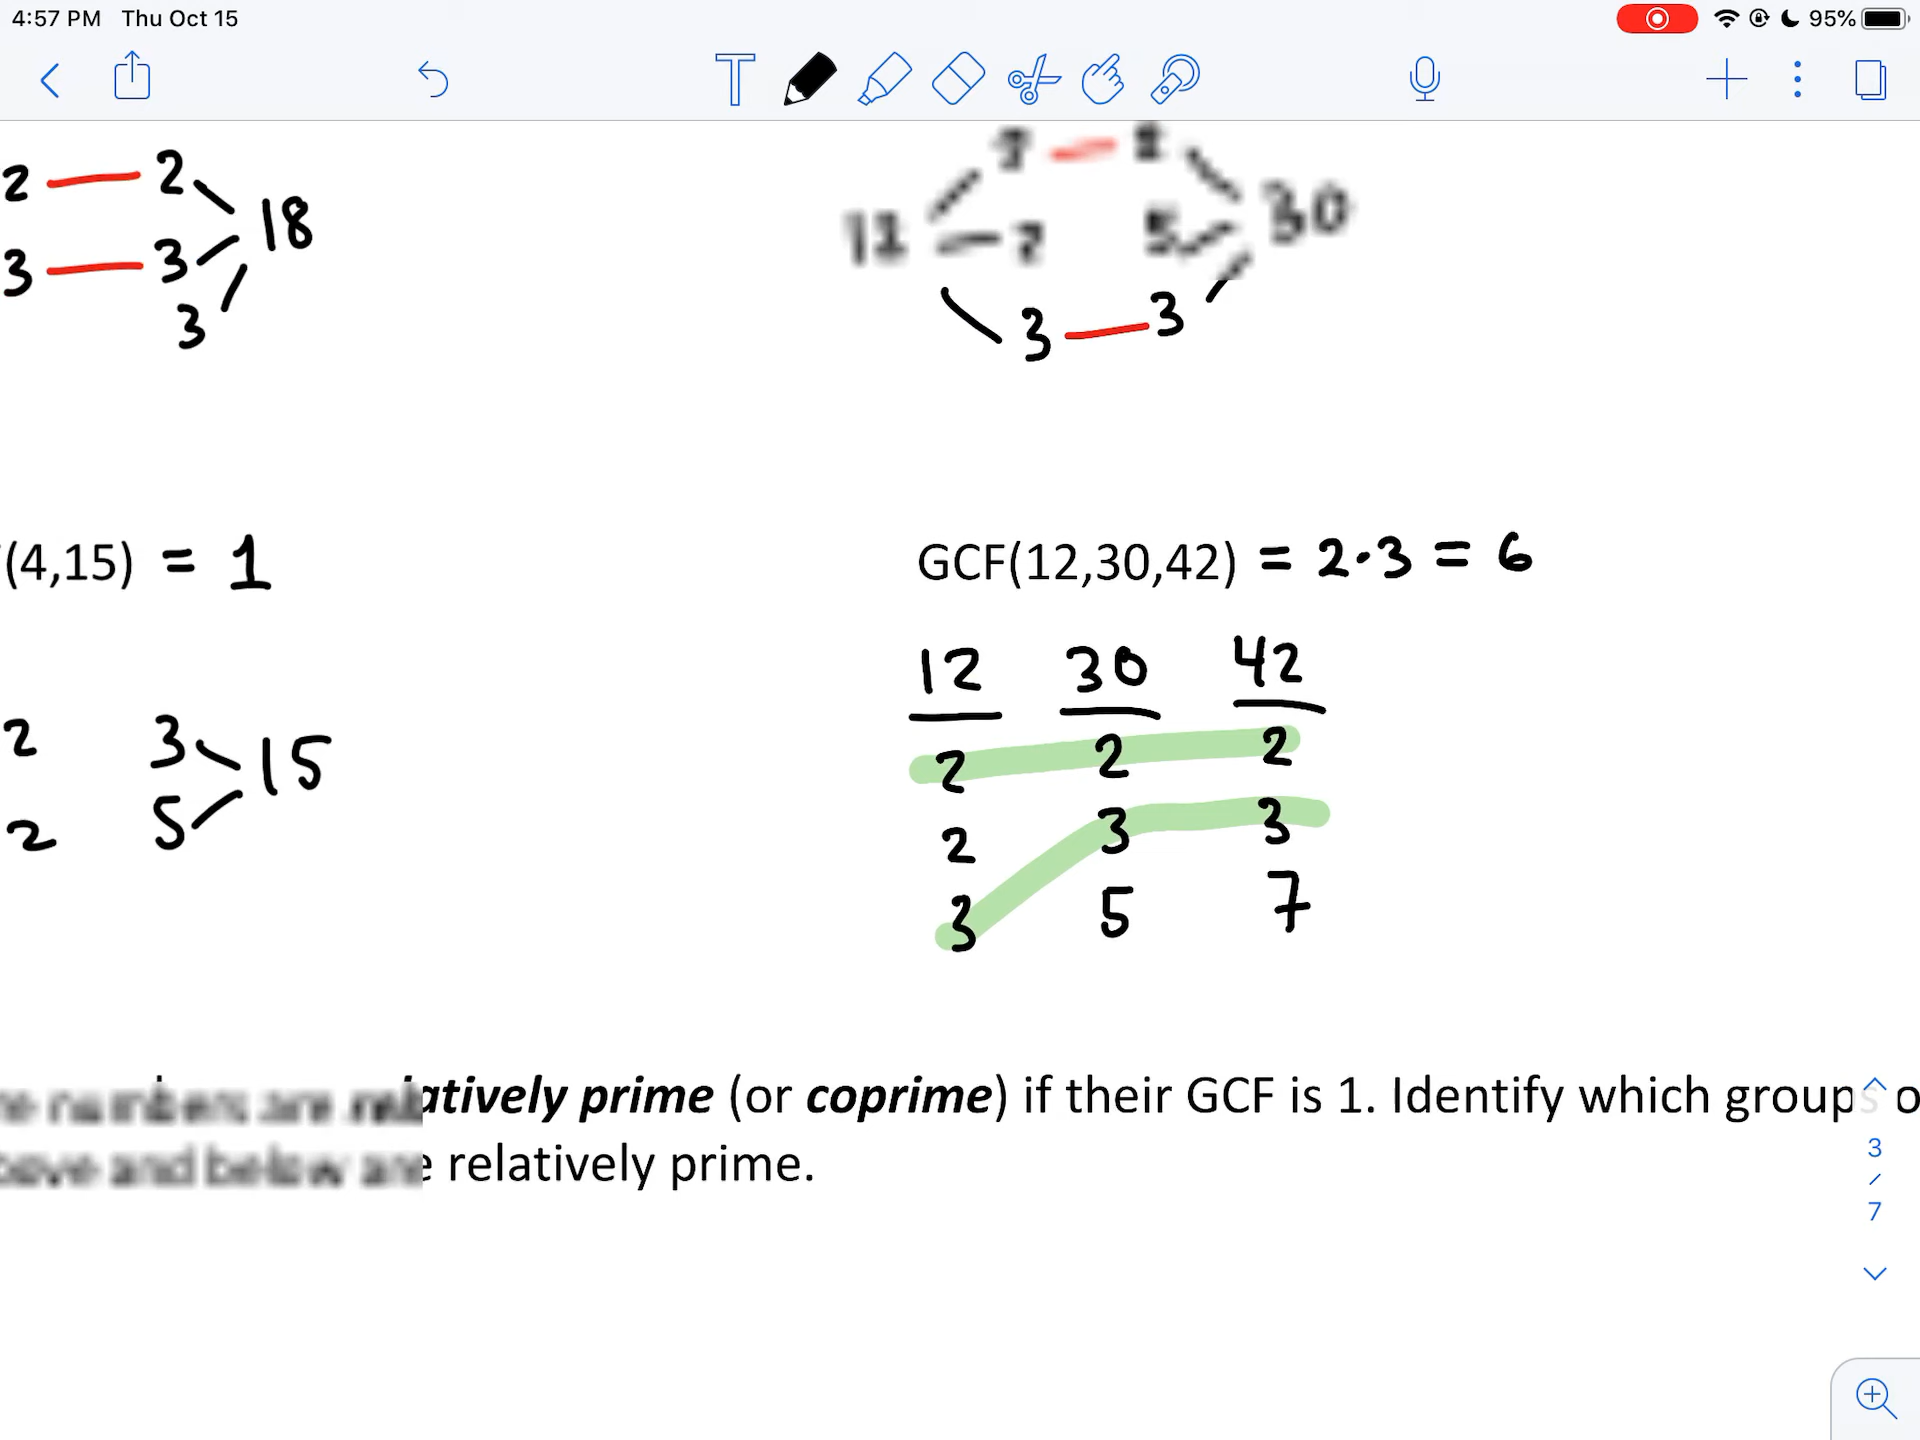 4:57 PM Thu Oct 15
95%
2 2
18
3 3
3
30
3 3
(4,15) = 1
GCF(12,30,42) = 2·3 = 6
12 30 42
2 2 2
2 3 3
3 5 7
2 3
15
2 5
atively prime (or coprime) if their GCF is 1. Identify which groups o
relatively prime.
3
/
7